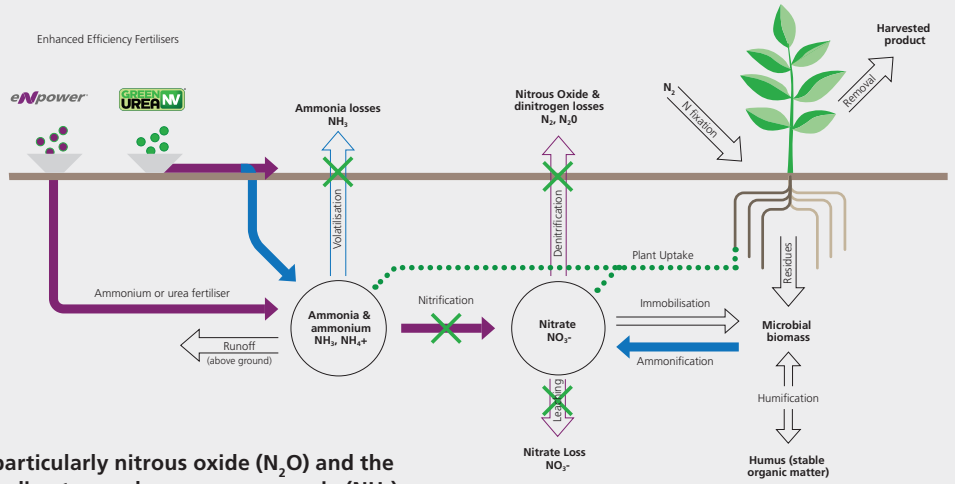 Enhanced Efficiency Fertilisers
eNpower
GREEN
UREA NV
Ammonia losses
NH₃
Nitrous Oxide &
dinitrogen losses
N₂, N₂0
N₂
N fixation
Harvested
product
Removal
Volatilisation
Denitrification
Plant Uptake
Residues
Ammonium or urea fertiliser
Ammonia &
ammonium
NH₃, NH₄+
Nitrification
Nitrate
NO₃-
Immobilisation
Ammonification
Microbial
biomass
Runoff
(above ground)
Leaching
Humification
Nitrate Loss
NO₃-
Humus (stable
organic matter)
particularly nitrous oxide (N₂O) and the